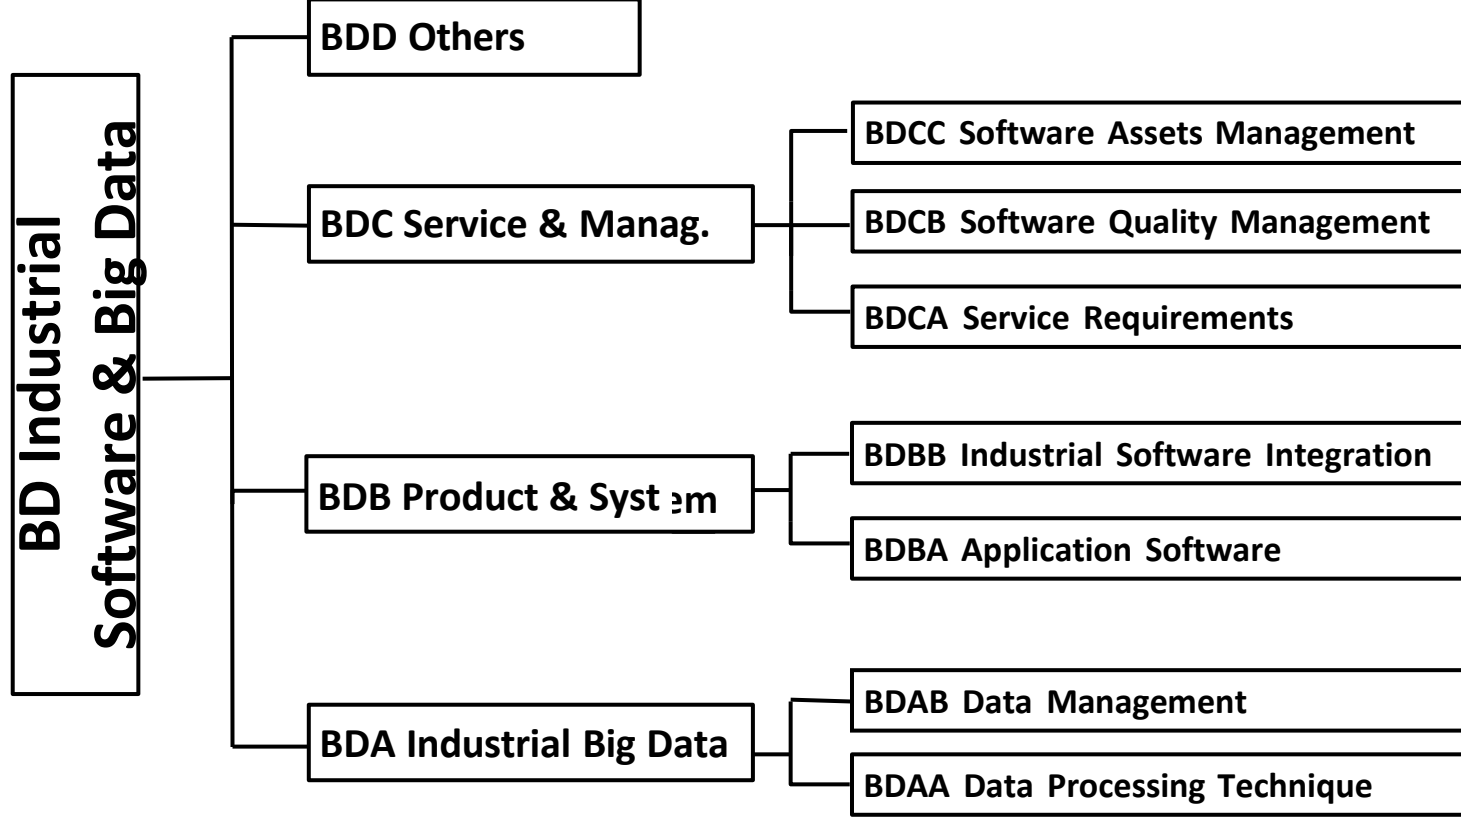 BD Industrial
Software & Big Data
BDD Others
BDC Service & Manag.
BDCC Software Assets Management
BDCB Software Quality Management
BDCA Service Requirements
BDB Product & System
BDBB Industrial Software Integration
BDBA Application Software
BDA Industrial Big Data
BDAB Data Management
BDAA Data Processing Technique